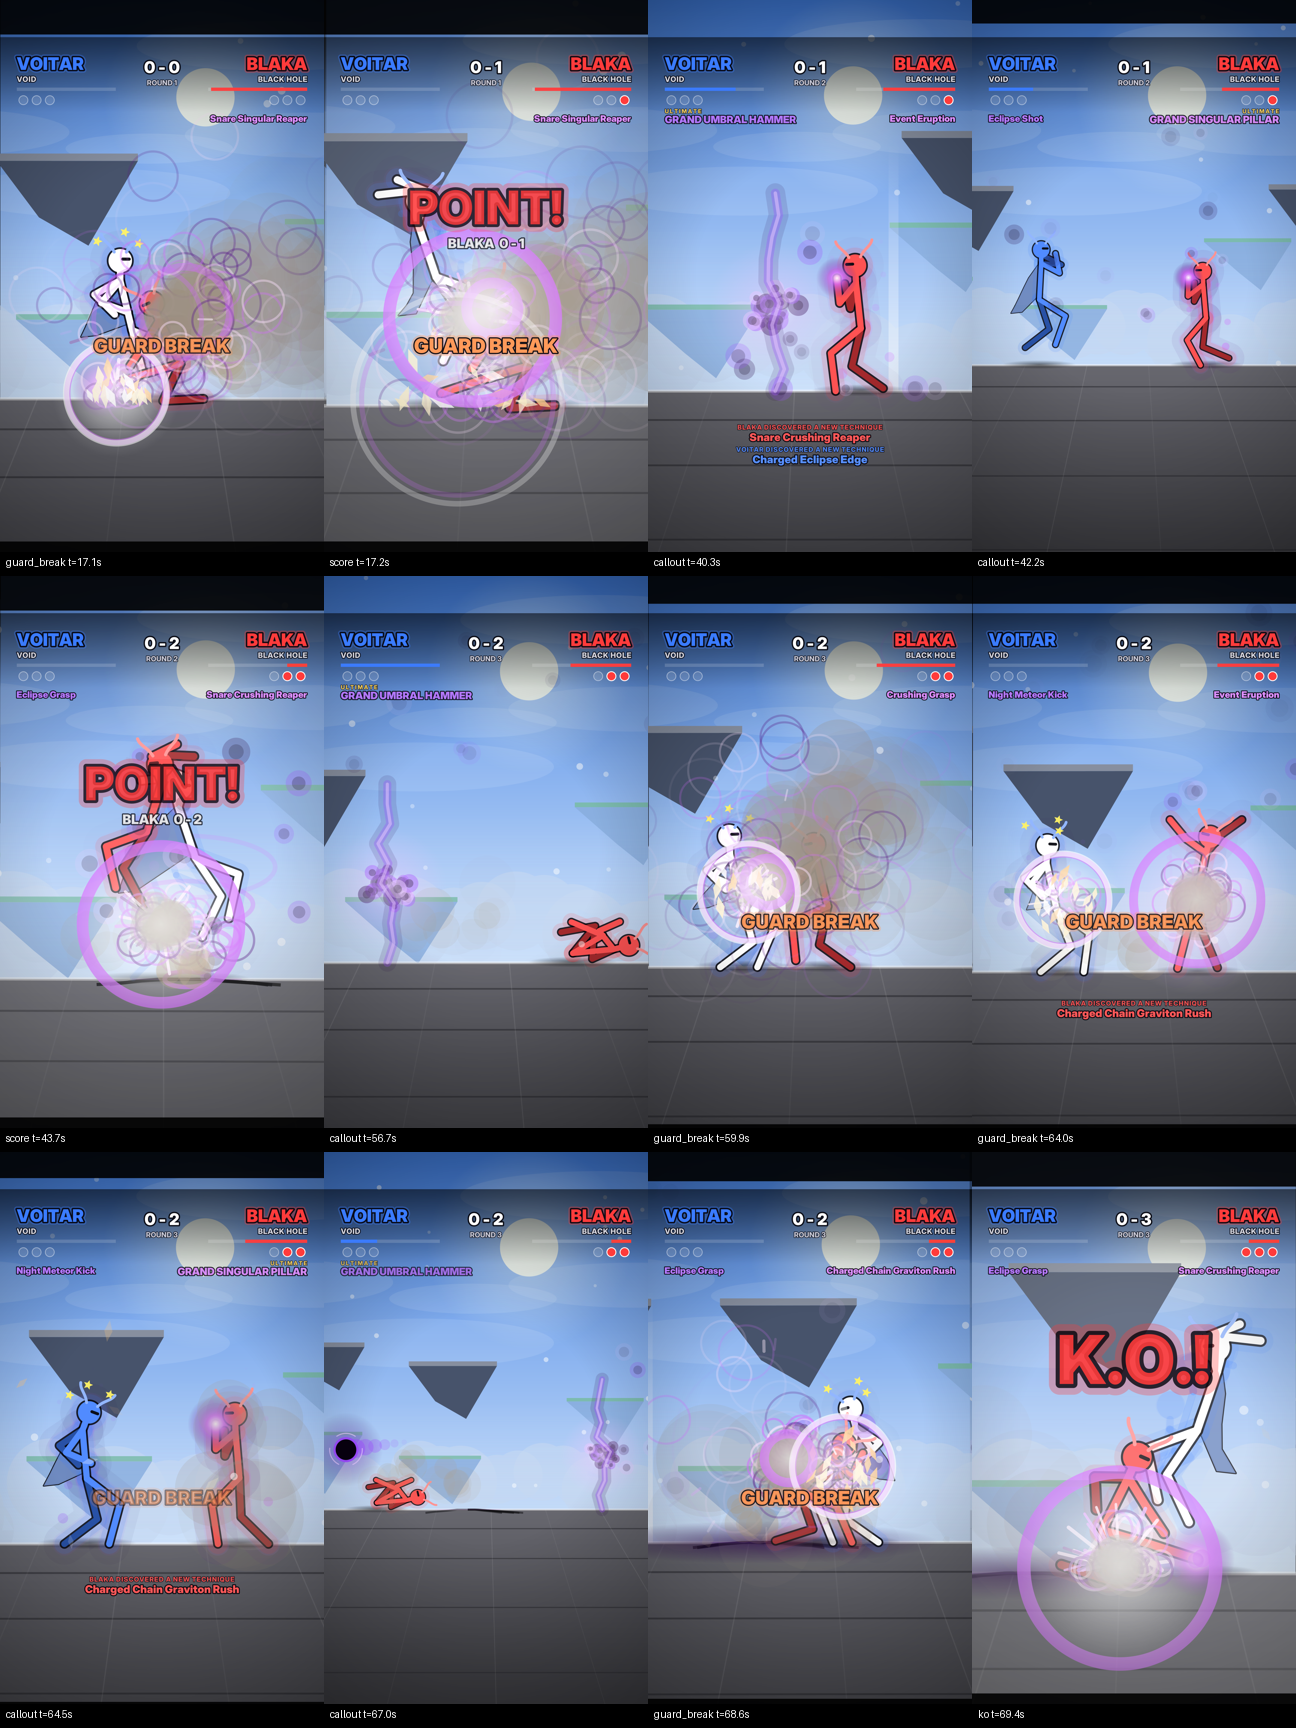 VOITAR
VOID
0-0
ROUND 1
BLAKA
BLACK HOLE
Snare Singular Reaper
GUARD BREAK
guard_break t=17.1s
VOITAR
VOID
0-1
ROUND 1
BLAKA
BLACK HOLE
Snare Singular Reaper
POINT!
BLAKA 0-1
GUARD BREAK
score t=17.2s
VOITAR
VOID
0-1
ROUND 2
BLAKA
BLACK HOLE
ULTIMATE
GRAND UMBRAL HAMMER
Event Eruption
BLAKA DISCOVERED A NEW TECHNIQUE
Snare Crushing Reaper
VOITAR DISCOVERED A NEW TECHNIQUE
Charged Eclipse Edge
callout t=40.3s
VOITAR
VOID
0-1
ROUND 2
BLAKA
BLACK HOLE
Eclipse Shot
ULTIMATE
GRAND SINGULAR PILLAR
callout t=42.2s
VOITAR
VOID
0-2
ROUND 2
BLAKA
BLACK HOLE
Eclipse Grasp
Snare Crushing Reaper
POINT!
BLAKA 0-2
score t=43.7s
VOITAR
VOID
0-2
ROUND 3
BLAKA
BLACK HOLE
ULTIMATE
GRAND UMBRAL HAMMER
callout t=56.7s
VOITAR
VOID
0-2
ROUND 3
BLAKA
BLACK HOLE
Crushing Grasp
GUARD BREAK
guard_break t=59.9s
VOITAR
VOID
0-2
ROUND 3
BLAKA
BLACK HOLE
Night Meteor Kick
Event Eruption
GUARD BREAK
BLAKA DISCOVERED A NEW TECHNIQUE
Charged Chain Graviton Rush
guard_break t=64.0s
VOITAR
VOID
0-2
ROUND 3
BLAKA
BLACK HOLE
Night Meteor Kick
ULTIMATE
GRAND SINGULAR PILLAR
GUARD BREAK
BLAKA DISCOVERED A NEW TECHNIQUE
Charged Chain Graviton Rush
callout t=64.5s
VOITAR
VOID
0-2
ROUND 3
BLAKA
BLACK HOLE
ULTIMATE
GRAND UMBRAL HAMMER
callout t=67.0s
VOITAR
VOID
0-2
ROUND 3
BLAKA
BLACK HOLE
Eclipse Grasp
Charged Chain Graviton Rush
GUARD BREAK
guard_break t=68.6s
VOITAR
VOID
0-3
ROUND 3
BLAKA
BLACK HOLE
Eclipse Grasp
Snare Crushing Reaper
K.O.!
ko t=69.4s